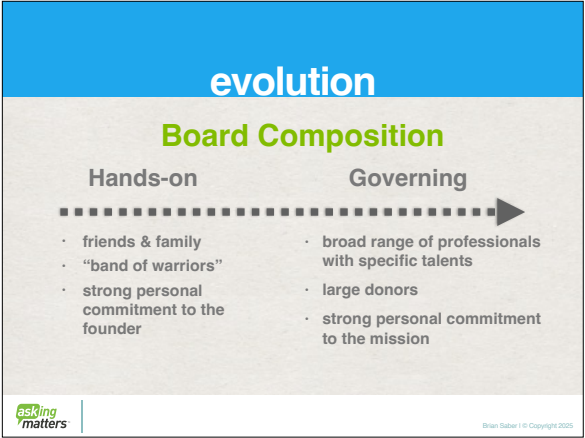 evolution
Board Composition
Hands-on
Governing
· friends & family
· “band of warriors”
· strong personal
commitment to the
founder
· broad range of professionals
with specific talents
· large donors
· strong personal commitment
to the mission
asking
matters
Brian Saber | © Copyright 2025